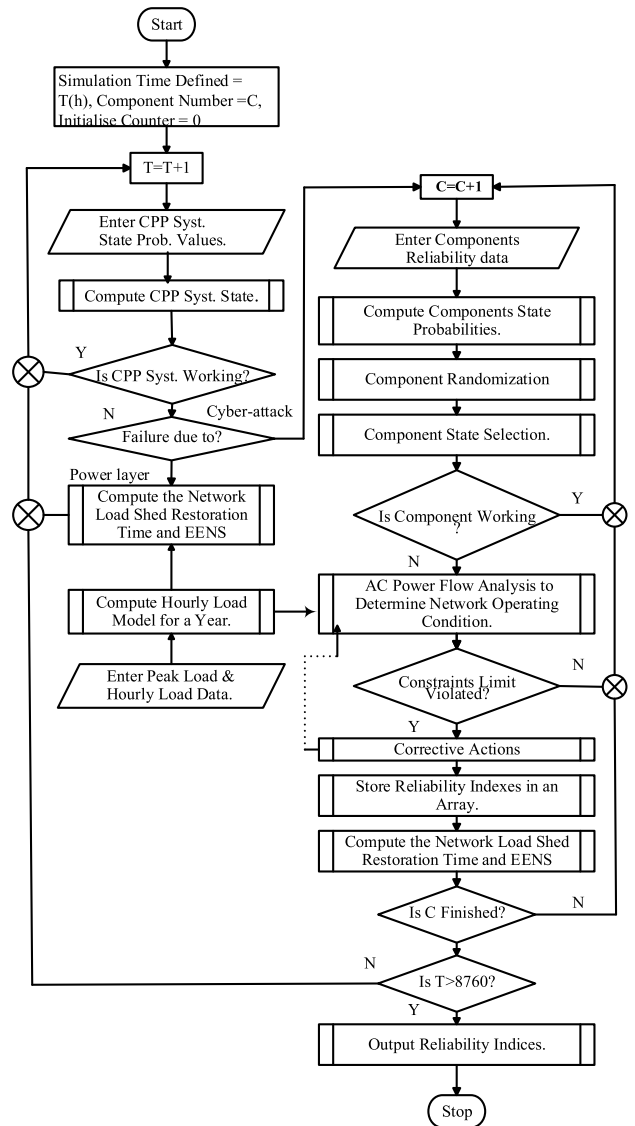 Start
Simulation Time Defined =
T(h), Component Number =C,
Initialise Counter = 0
T=T+1
Enter CPP Syst.
State Prob. Values.
Compute CPP Syst. State.
Y
Is CPP Syst. Working?
N
Cyber-attack
Failure due to?
Power layer
Compute the Network
Load Shed Restoration
Time and EENS
Compute Hourly Load
Model for a Year.
Enter Peak Load &
Hourly Load Data.
C=C+1
Enter Components
Reliability data
Compute Components State
Probabilities.
Component Randomization
Component State Selection.
Is Component Working
?
Y
N
AC Power Flow Analysis to
Determine Network Operating
Condition.
Constraints Limit
Violated?
N
Y
Corrective Actions
Store Reliability Indexes in an
Array.
Compute the Network Load Shed
Restoration Time and EENS
Is C Finished?
N
N
Is T>8760?
Y
Output Reliability Indices.
Stop